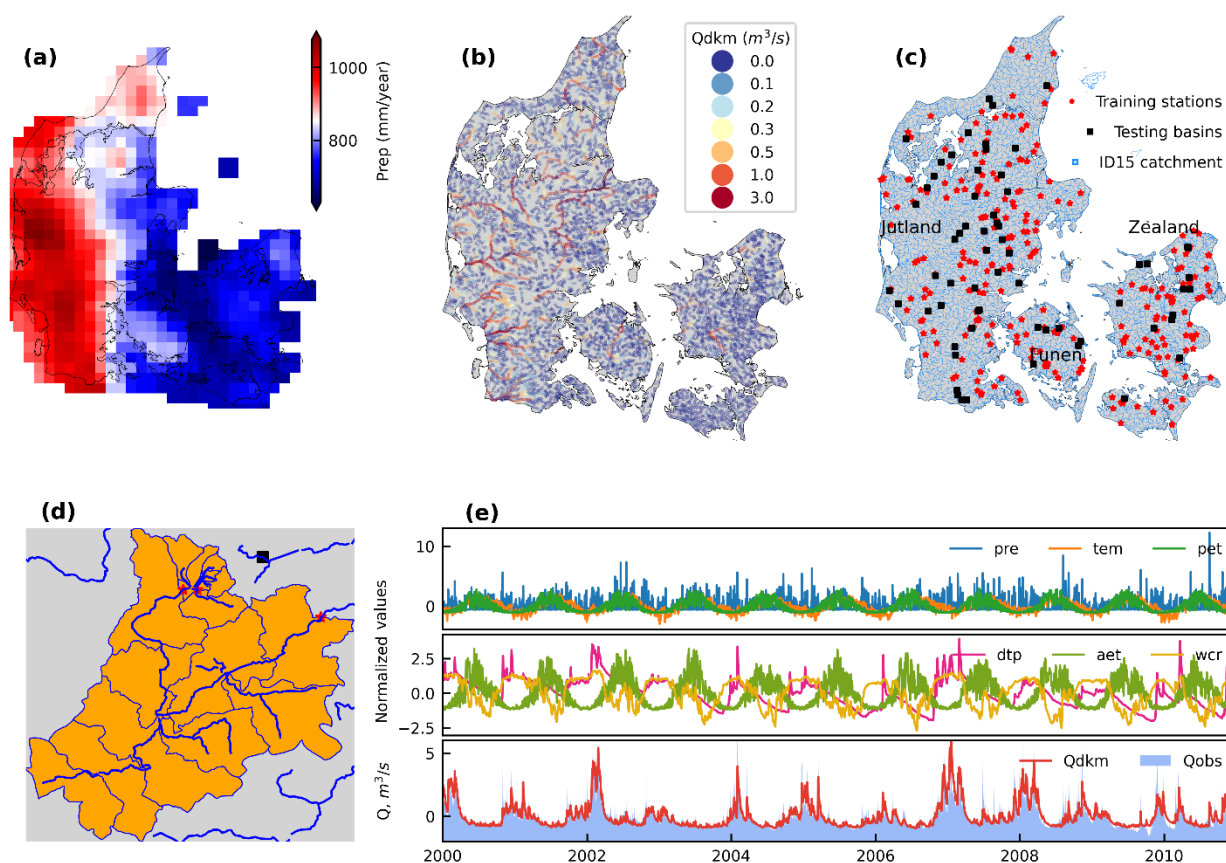 (a)
1000
800
Prep (mm/year)
(b)
Qdkm (m³/s)
0.0
0.1
0.2
0.3
0.5
1.0
3.0
(c)
Training stations
Testing basins
ID15 catchment
Jutland
Zealand
Funen
(d)
(e)
10
0
pre tem pet
Normalized values
2.5
0.0
−2.5
dtp aet wcr
Q, m³/s
5
0
Qdkm Qobs
2000 2002 2004 2006 2008 2010